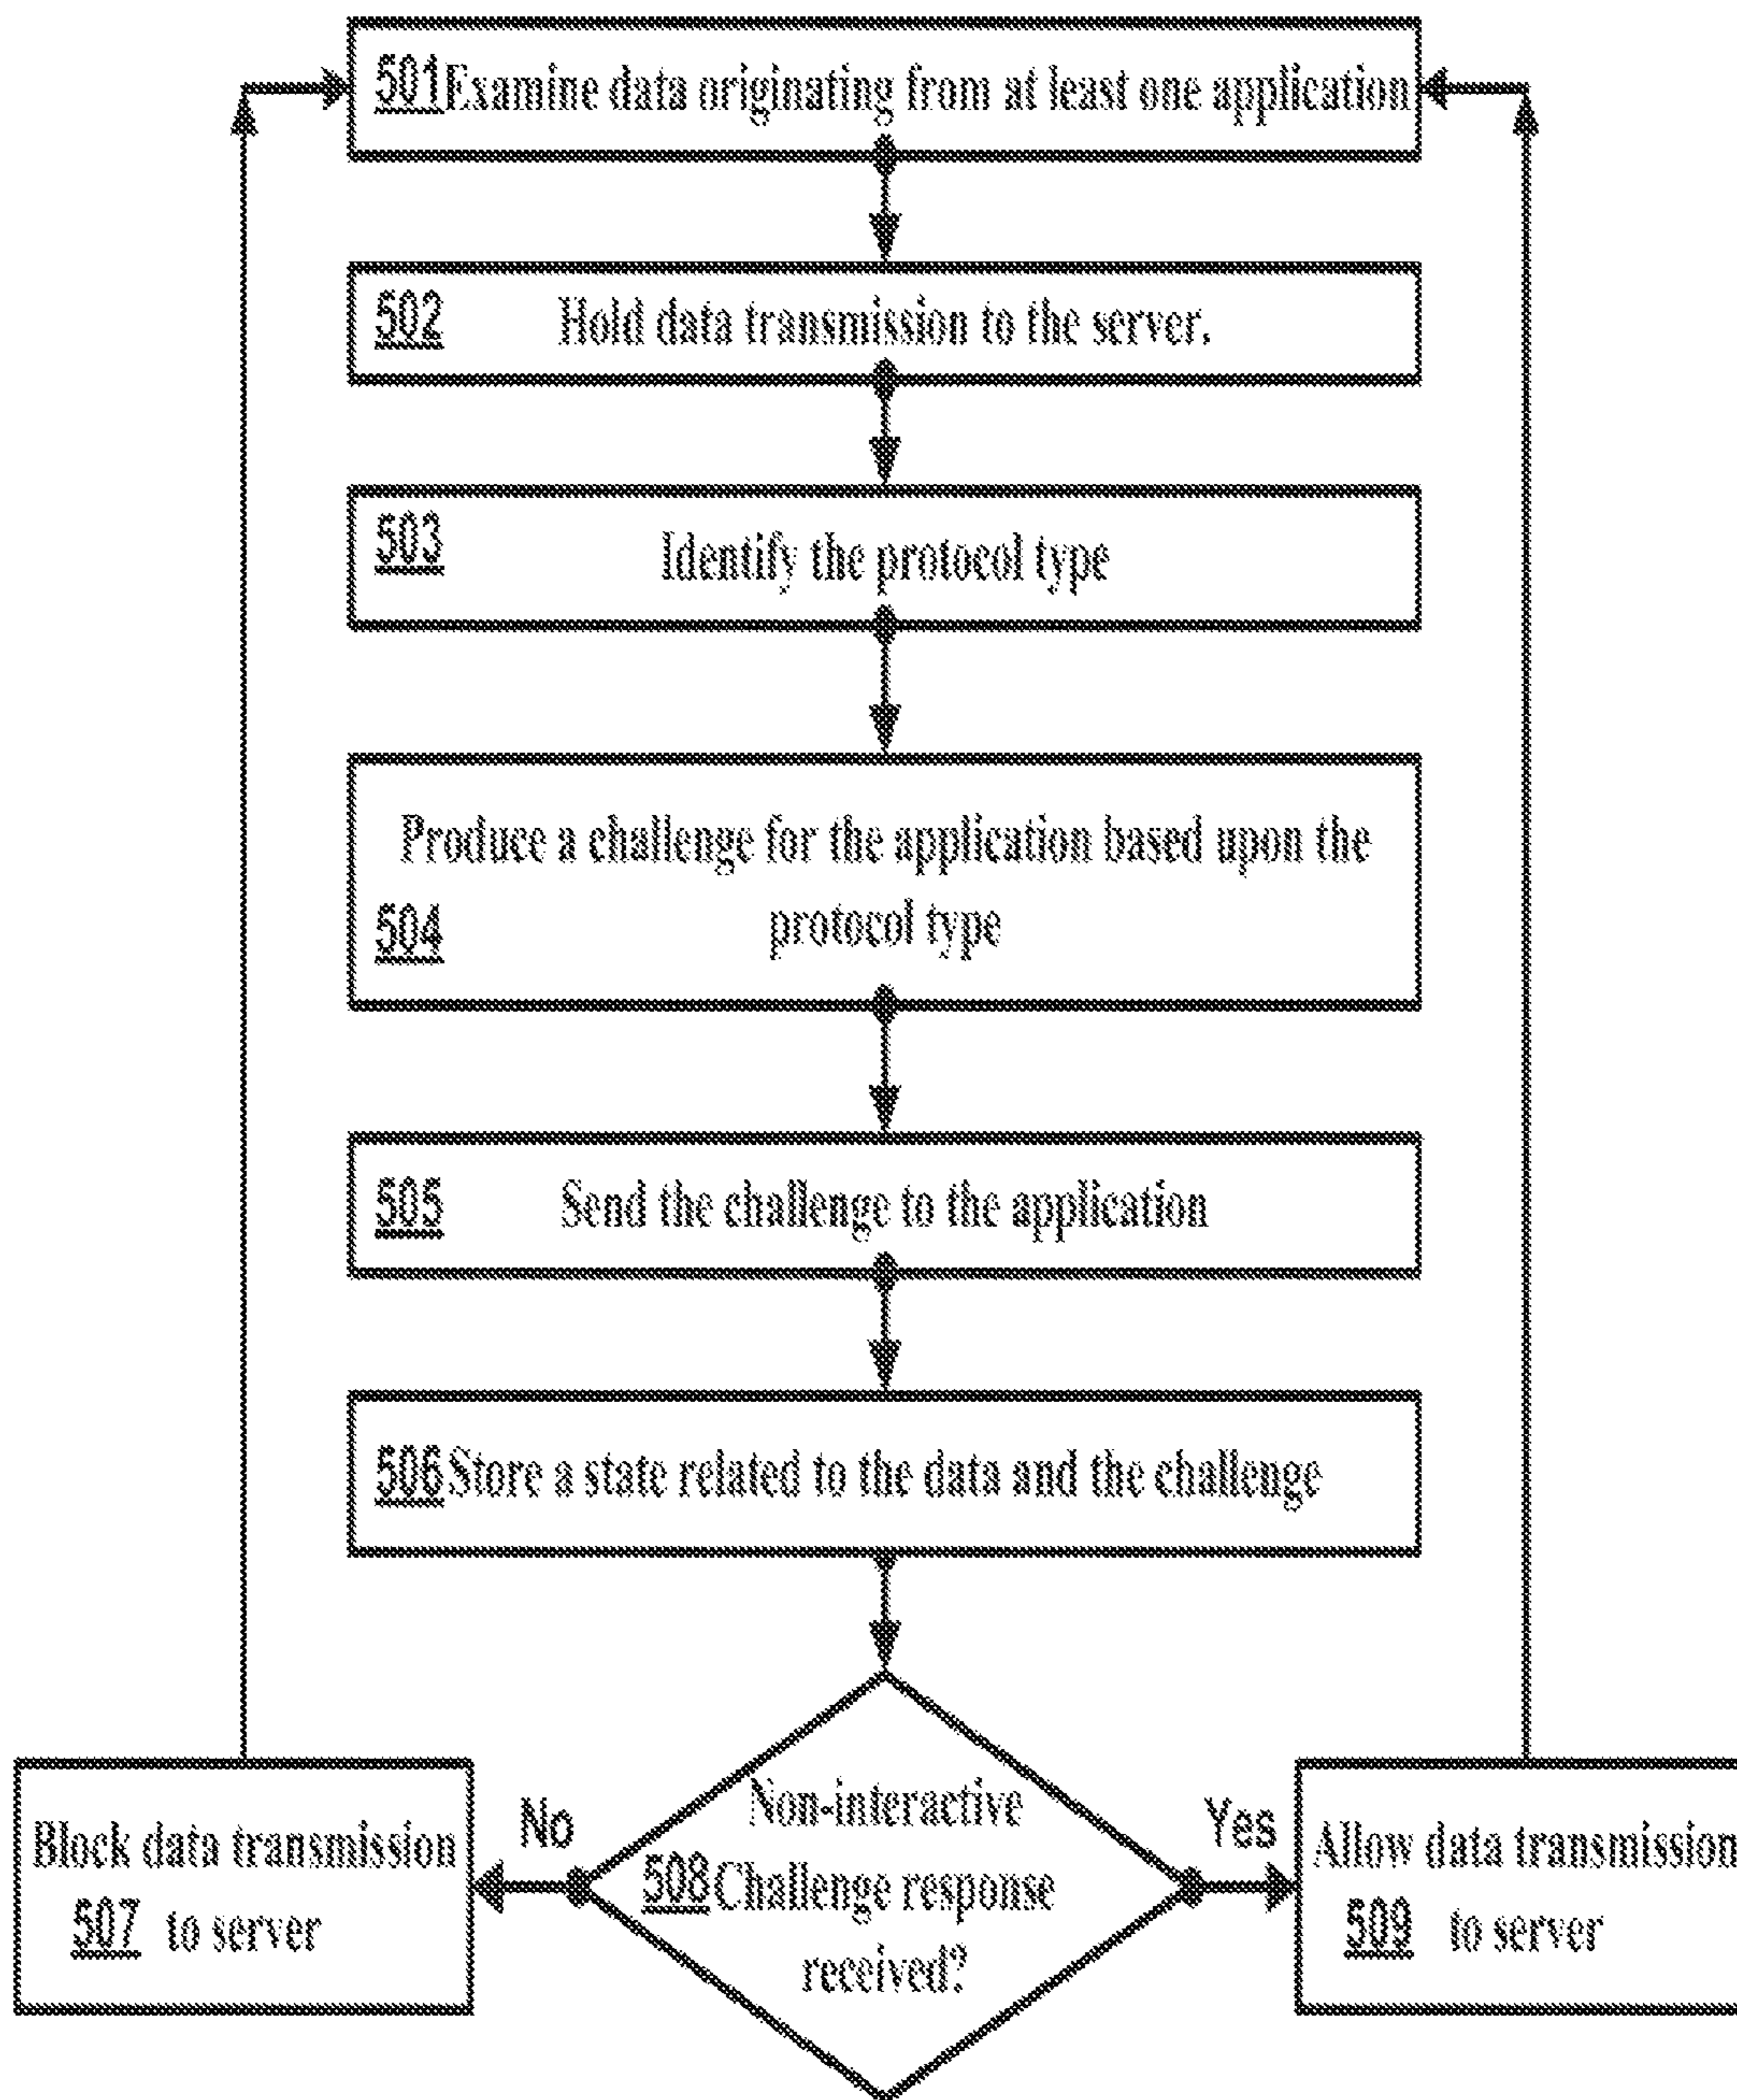 501 Examine data originating from at least one application
502 Hold data transmission to the server.
503 Identify the protocol type
Produce a challenge for the application based upon the
504 protocol type
505 Send the challenge to the application
506 Store a state related to the data and the challenge
No
Block data transmission
507 to server
Non-interactive
508 Challenge response
received?
Yes
Allow data transmission
509 to server